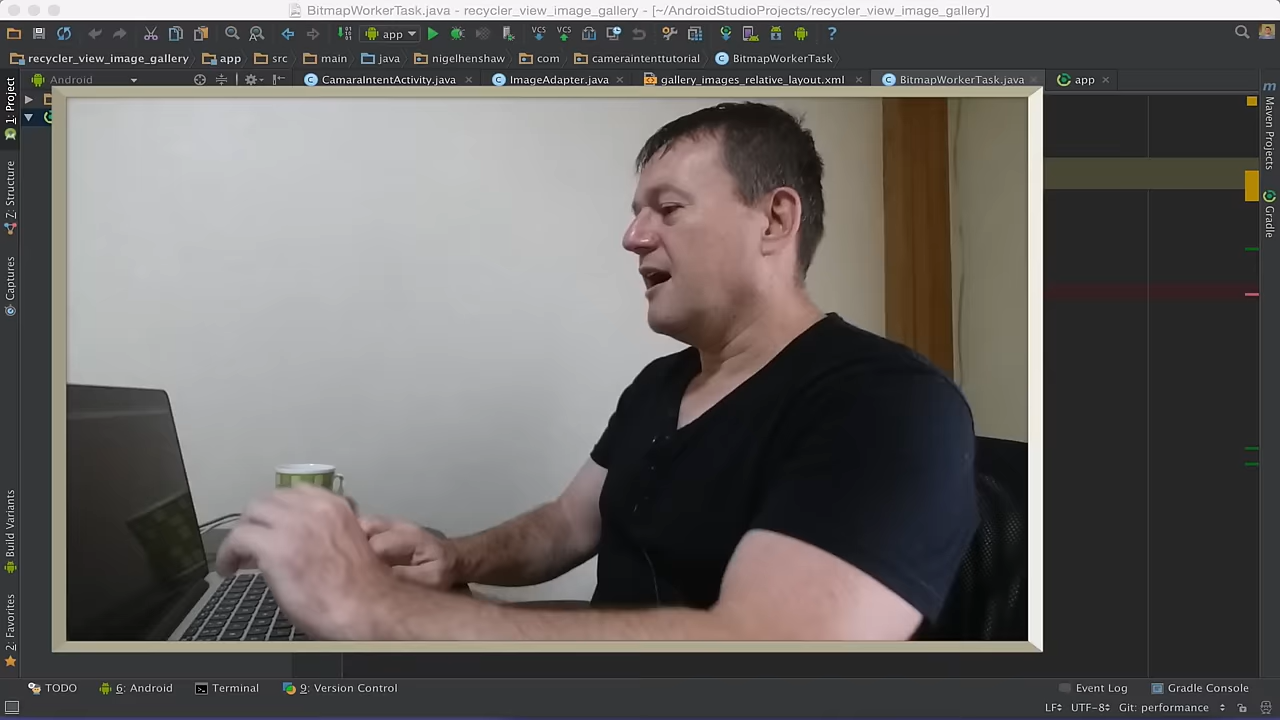 BitmapWorkerTask.java - recycler_view_image_gallery - [~/AndroidStudioProjects/recycler_view_image_gallery]
app
recycler_view_image_gallery app src main java nigelhenshaw com cameraintenttutorial BitmapWorkerTask
Android CamaraIntentActivity.java ImageAdapter.java gallery_images_relative_layout.xml BitmapWorkerTask.java app
1: Project
7: Structure
Captures
Build Variants
2: Favorites
Maven Projects
Gradle
TODO 6: Android Terminal 9: Version Control Event Log Gradle Console
LF UTF-8 Git: performance